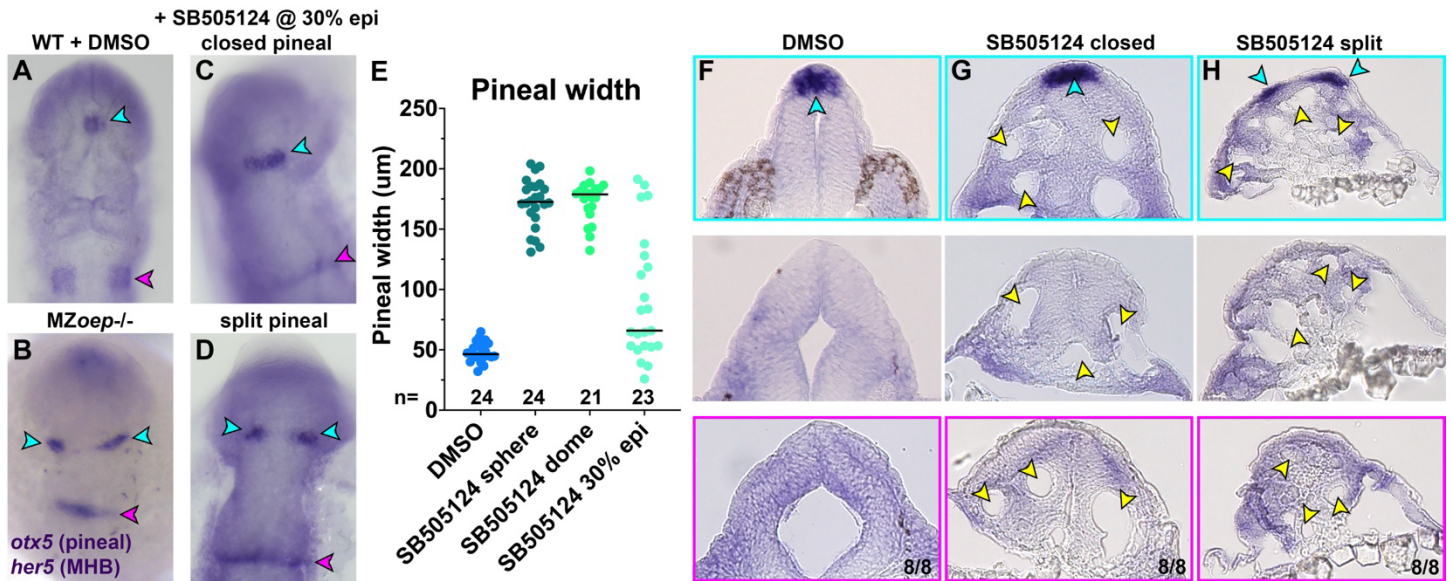 + SB505124 @ 30% epi
WT + DMSO
closed pineal
A
C
MZoep-/-
split pineal
B
D
otx5 (pineal)
her5 (MHB)
E
Pineal width
Pineal width (um)
250
200
150
100
50
0
n=
24
24
21
23
DMSO
SB505124 sphere
SB505124 dome
SB505124 30% epi
DMSO
SB505124 closed
SB505124 split
F
G
H
8/8
8/8